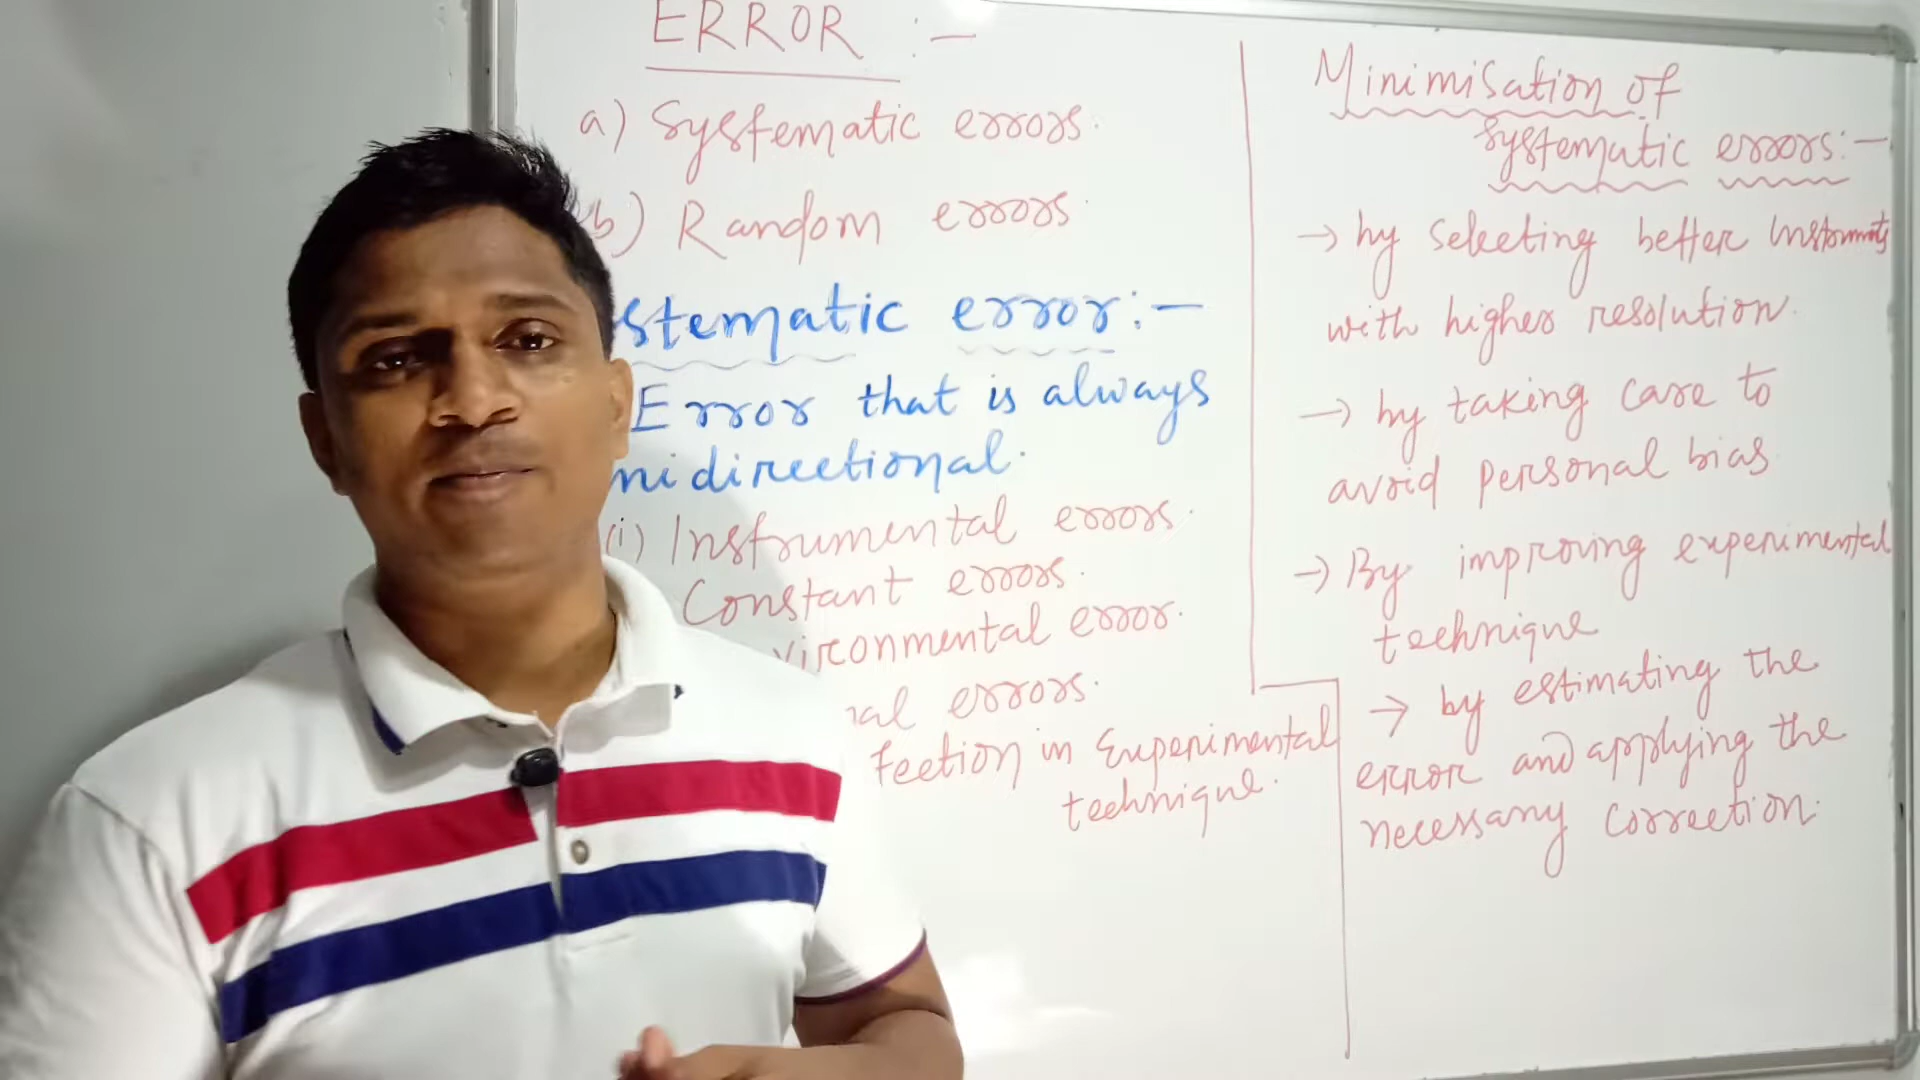 ERROR :-
a) Systematic errors.
b) Random errors.
stematic error:-
Error that is always
nidirectional.
(i) Instrumental errors.
Constant errors.
vironmental error.
nal errors.
fection in Experimental
technique.
Minimisation of
Systematic errors:-
→ by selecting better
with higher resolution.
→ by taking care to
avoid personal bias
→ By improving experimental
technique
→ by estimating the
error and applying the
necessary correction.